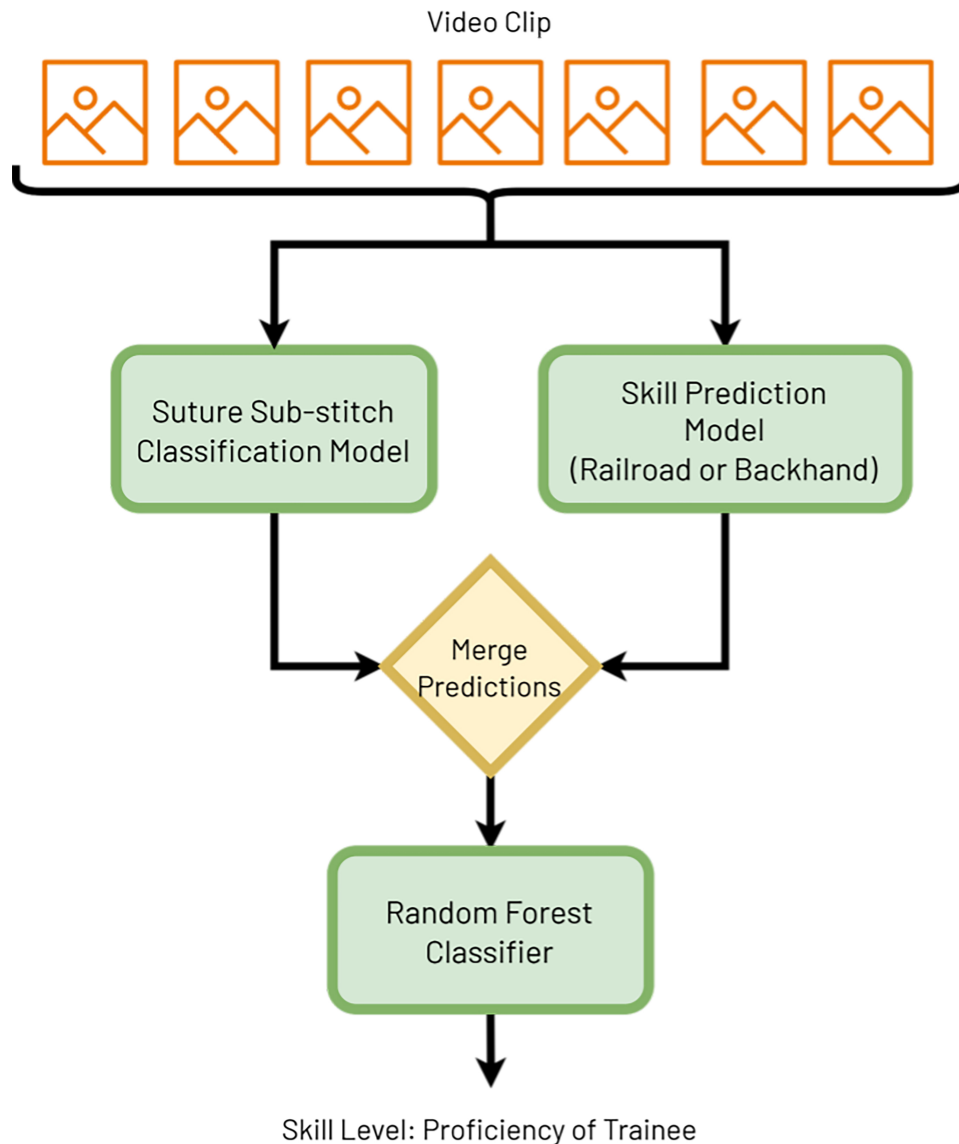 Video Clip
Suture Sub-stitch
Classification Model
Skill Prediction
Model
(Railroad or Backhand)
Merge
Predictions
Random Forest
Classifier
Skill Level: Proficiency of Trainee